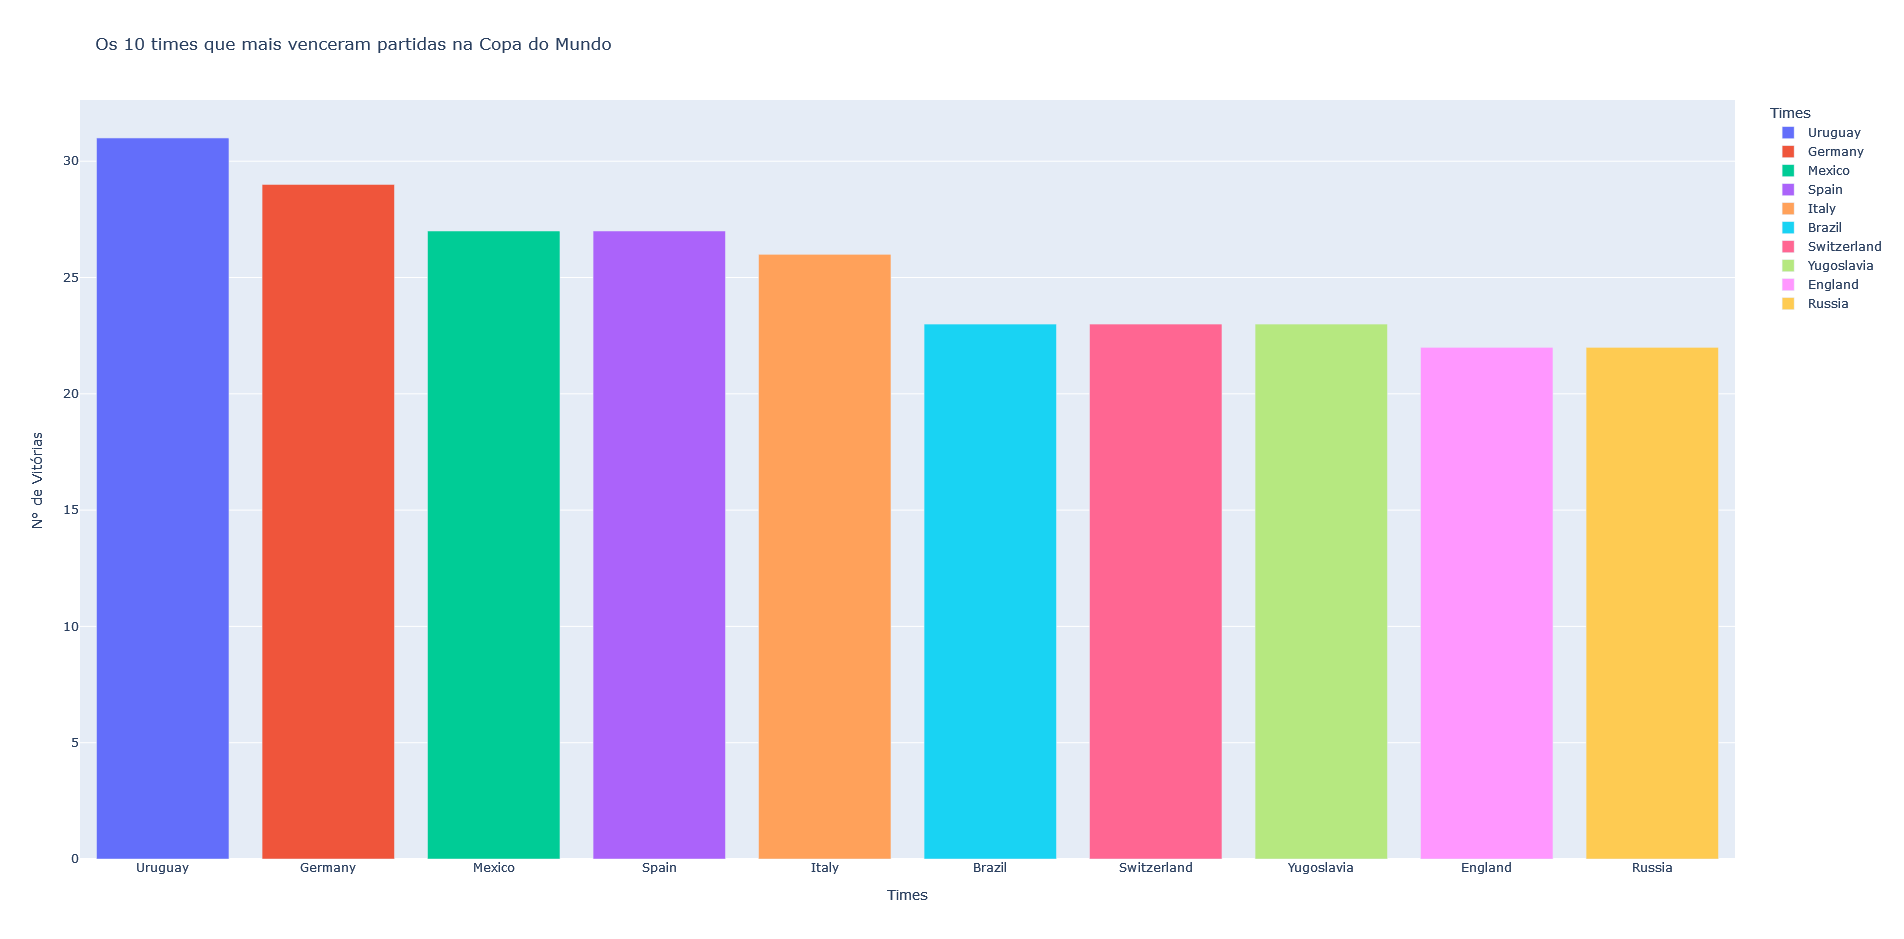 Os 10 times que mais venceram partidas na Copa do Mundo
Nº de Vitórias
30
25
20
15
10
5
0
Uruguay Germany Mexico Spain Italy Brazil Switzerland Yugoslavia England Russia
Times
Times
Uruguay
Germany
Mexico
Spain
Italy
Brazil
Switzerland
Yugoslavia
England
Russia